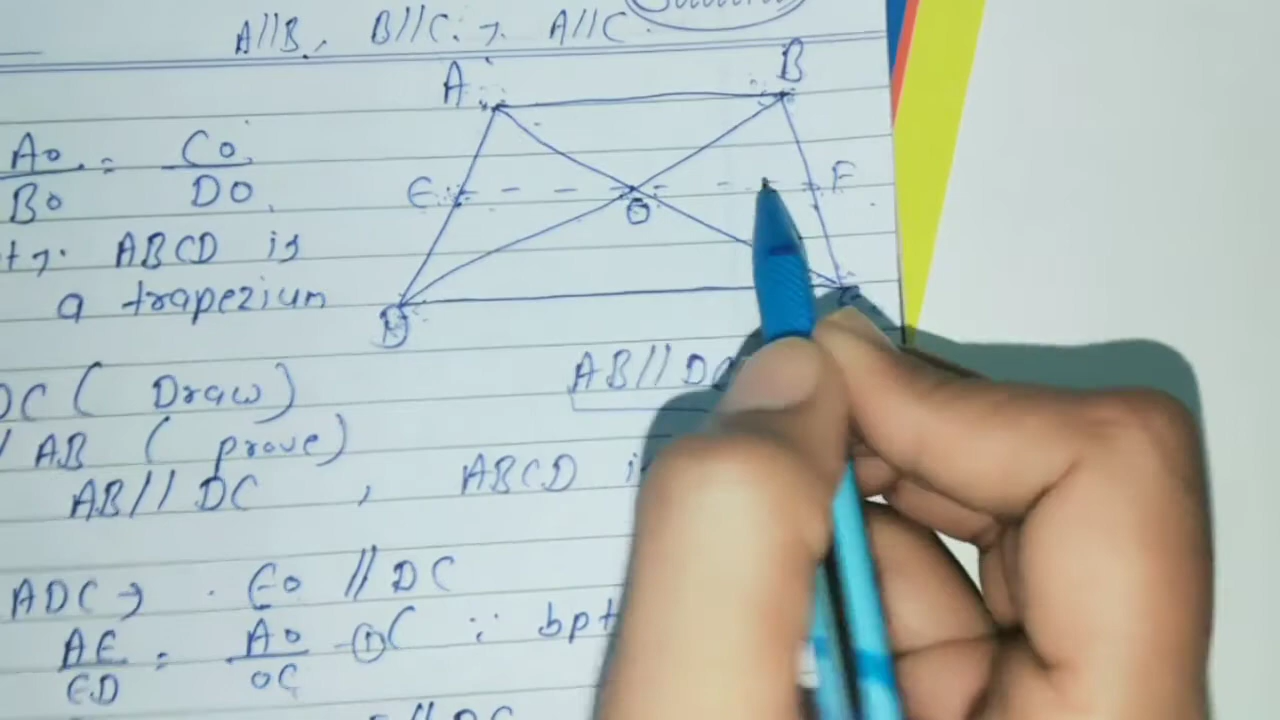 A//B, B//C. → A//C.
A B
AO = CO
BO DO
E F
O
ABCD is
a trapezium
D C
DC ( Draw)
AB//DC
// AB ( prove)
AB// DC , ABCD i
ADC → . EO // DC
AE = AO - ① ( ∵ bpt
ED OC
// DC